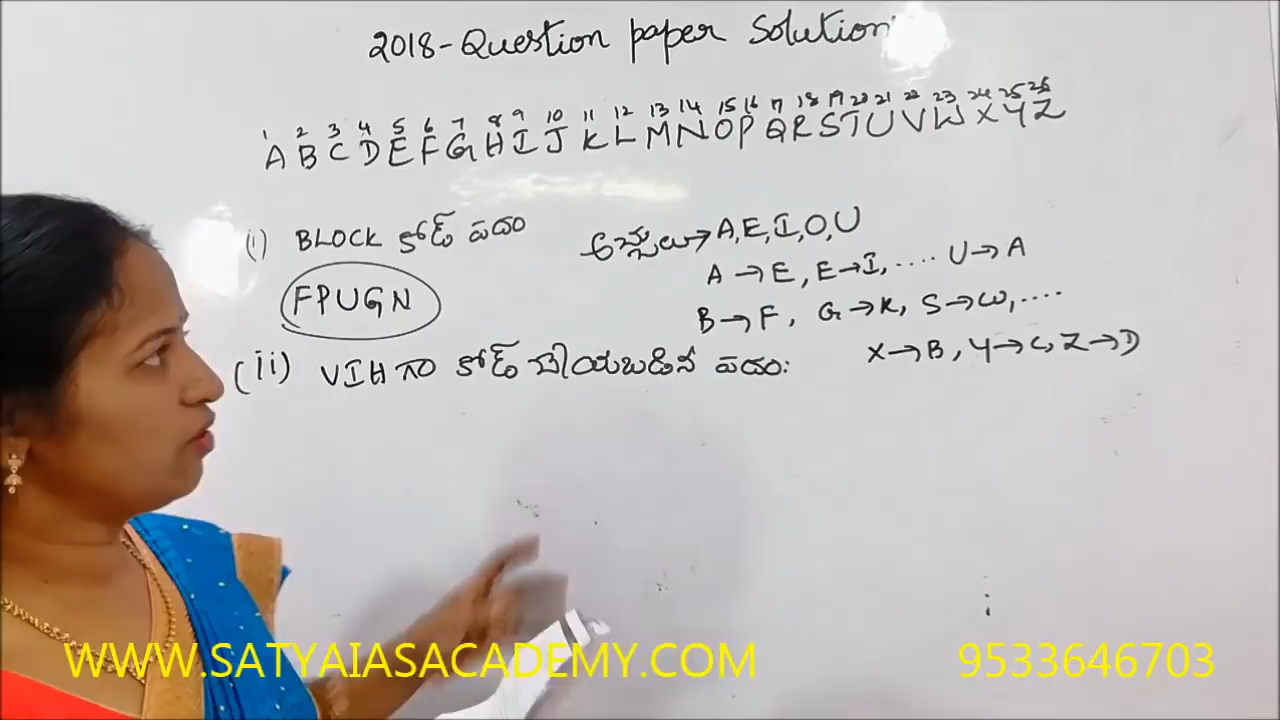 2018-Question paper Solution
1 2 3 4 5 6 7 8 9 10 11 12 13 14 15 16 17 18 19 20 21 22 23 24 25 26
A B C D E F G H I J K L M N O P Q R S T U V W X Y Z
(i) BLOCK కోడ్ పదం
అచ్చులు→A,E,I,O,U
A→E, E→I, .... U→A
FPUGN
B→F, G→K, S→W, ....
(ii) VIHగా కోడ్ చేయబడిన పదం:
X→B, Y→C, Z→D
WWW.SATYAIASACADEMY.COM
9533646703